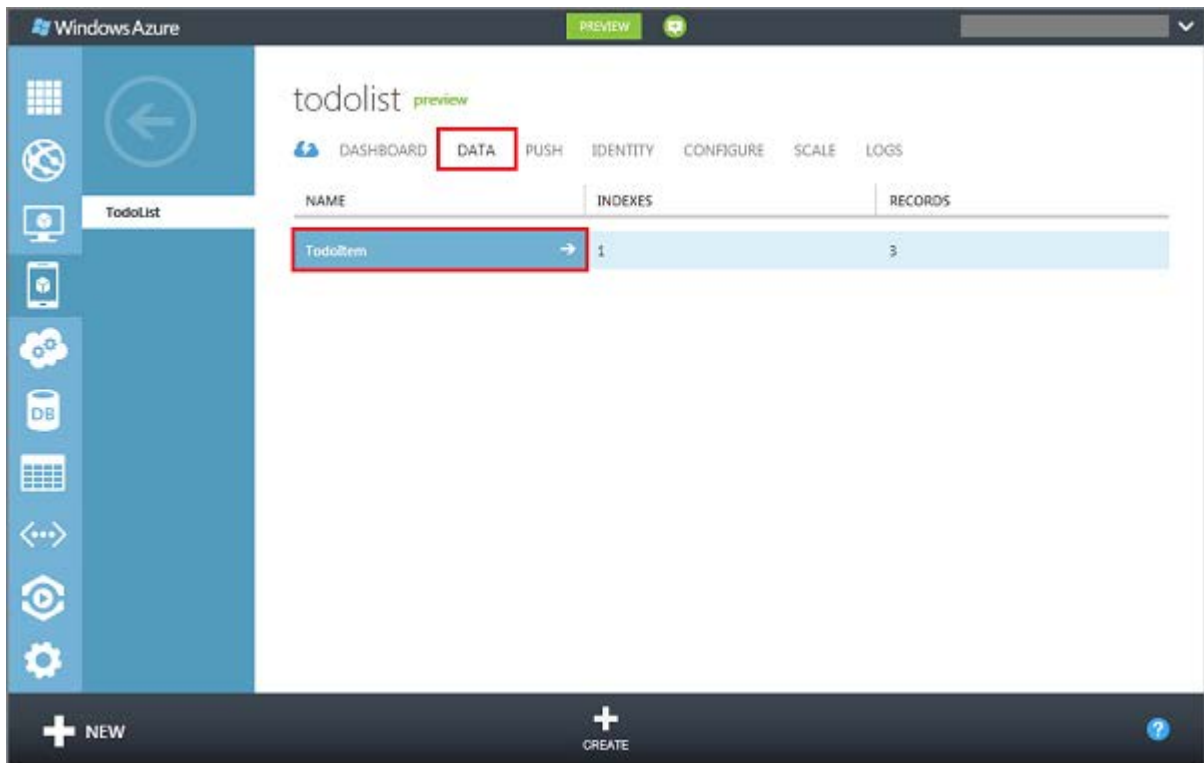 Windows Azure PREVIEW
todolist preview
DASHBOARD DATA PUSH IDENTITY CONFIGURE SCALE LOGS
NAME INDEXES RECORDS
TodoList
TodoItem 1 3
DB
NEW
CREATE
?